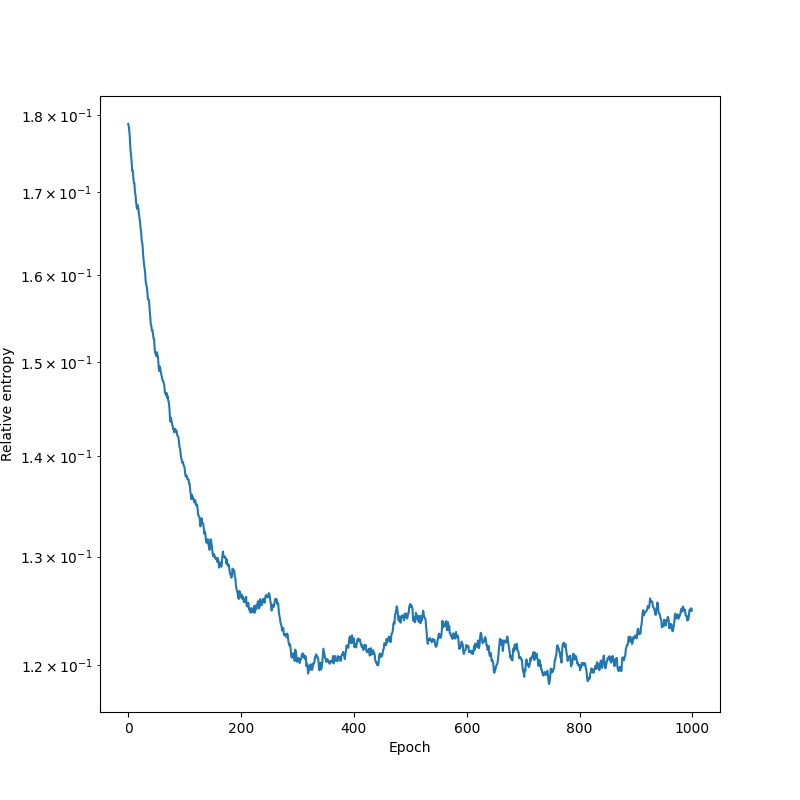 1.8 × 10⁻¹
1.7 × 10⁻¹
1.6 × 10⁻¹
1.5 × 10⁻¹
1.4 × 10⁻¹
1.3 × 10⁻¹
1.2 × 10⁻¹
Relative entropy
0 200 400 600 800 1000
Epoch